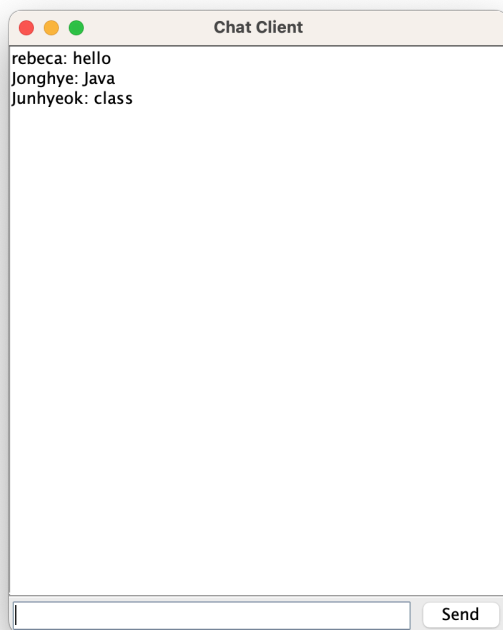 Chat Client
rebeca: hello
Jonghye: Java
Junhyeok: class
Send